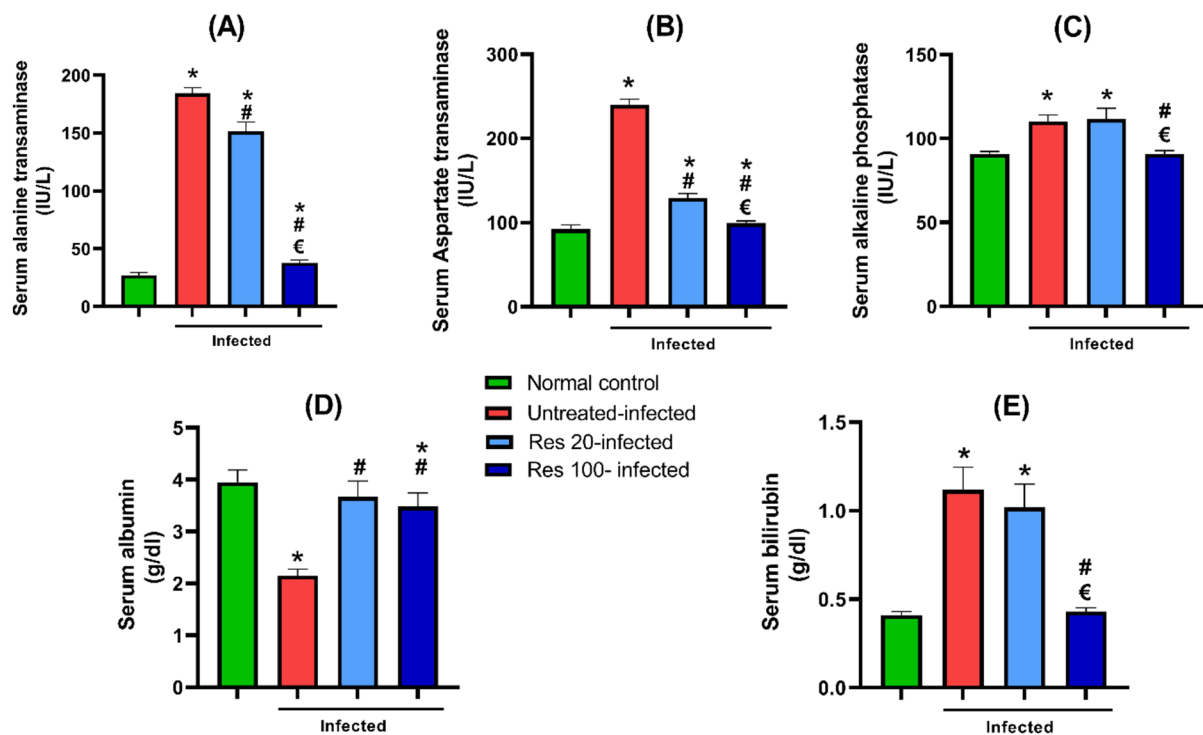 (A)
Serum alanine transaminase
(IU/L)
200
150
100
50
0
*
*
#
*
#
€
Infected
(B)
Serum Aspartate transaminase
(IU/L)
300
200
100
0
*
*
#
*
#
€
Infected
(C)
Serum alkaline phosphatase
(IU/L)
150
100
50
0
*
*
#
€
Infected
Normal control
Untreated-infected
Res 20-infected
Res 100- infected
(D)
Serum albumin
(g/dl)
5
4
3
2
1
0
*
#
*
#
Infected
(E)
Serum bilirubin
(g/dl)
1.5
1.0
0.5
0.0
*
*
#
€
Infected